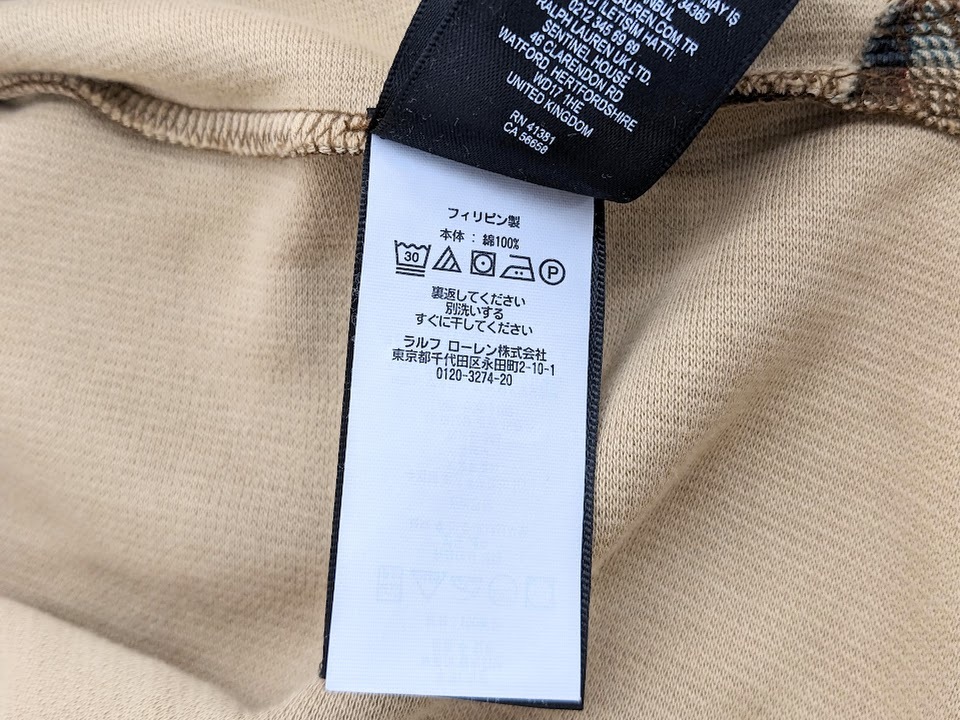 WAY IS
34360
LAUREN.COM.TR
İLETİSİM HATTI:
0212 345 69 69
RALPH LAUREN UK LTD.
SENTINEL HOUSE
46 CLARENDON RD
WATFORD, HERTFORDSHIRE
WD17 1HE
UNITED KINGDOM
RN 41381
CA 56658
フィリピン製
本体 : 綿100%
30 P
裏返してください
別洗いする
すぐに干してください
ラルフ ローレン株式会社
東京都千代田区永田町2-10-1
0120-3274-20